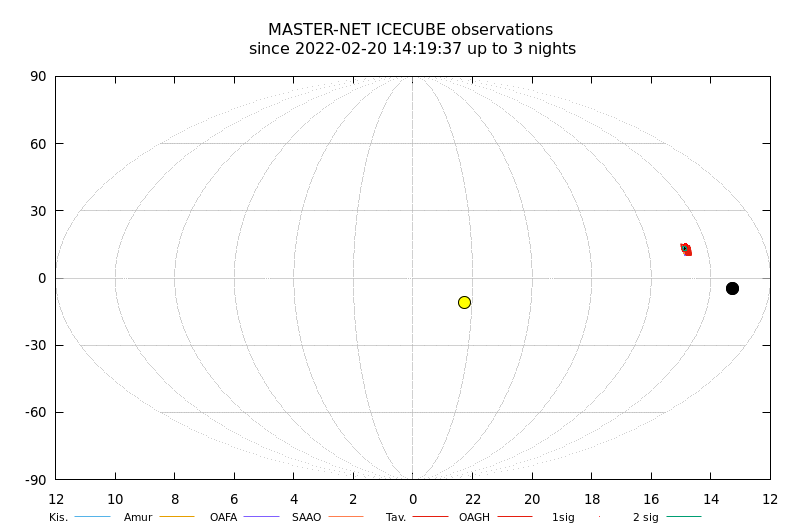 MASTER-NET ICECUBE observations
since 2022-02-20 14:19:37 up to 3 nights
90
60
30
0
-30
-60
-90
12 10 8 6 4 2 0 22 20 18 16 14 12
Kis. Amur OAFA SAAO Tav. OAGH 1sig 2 sig